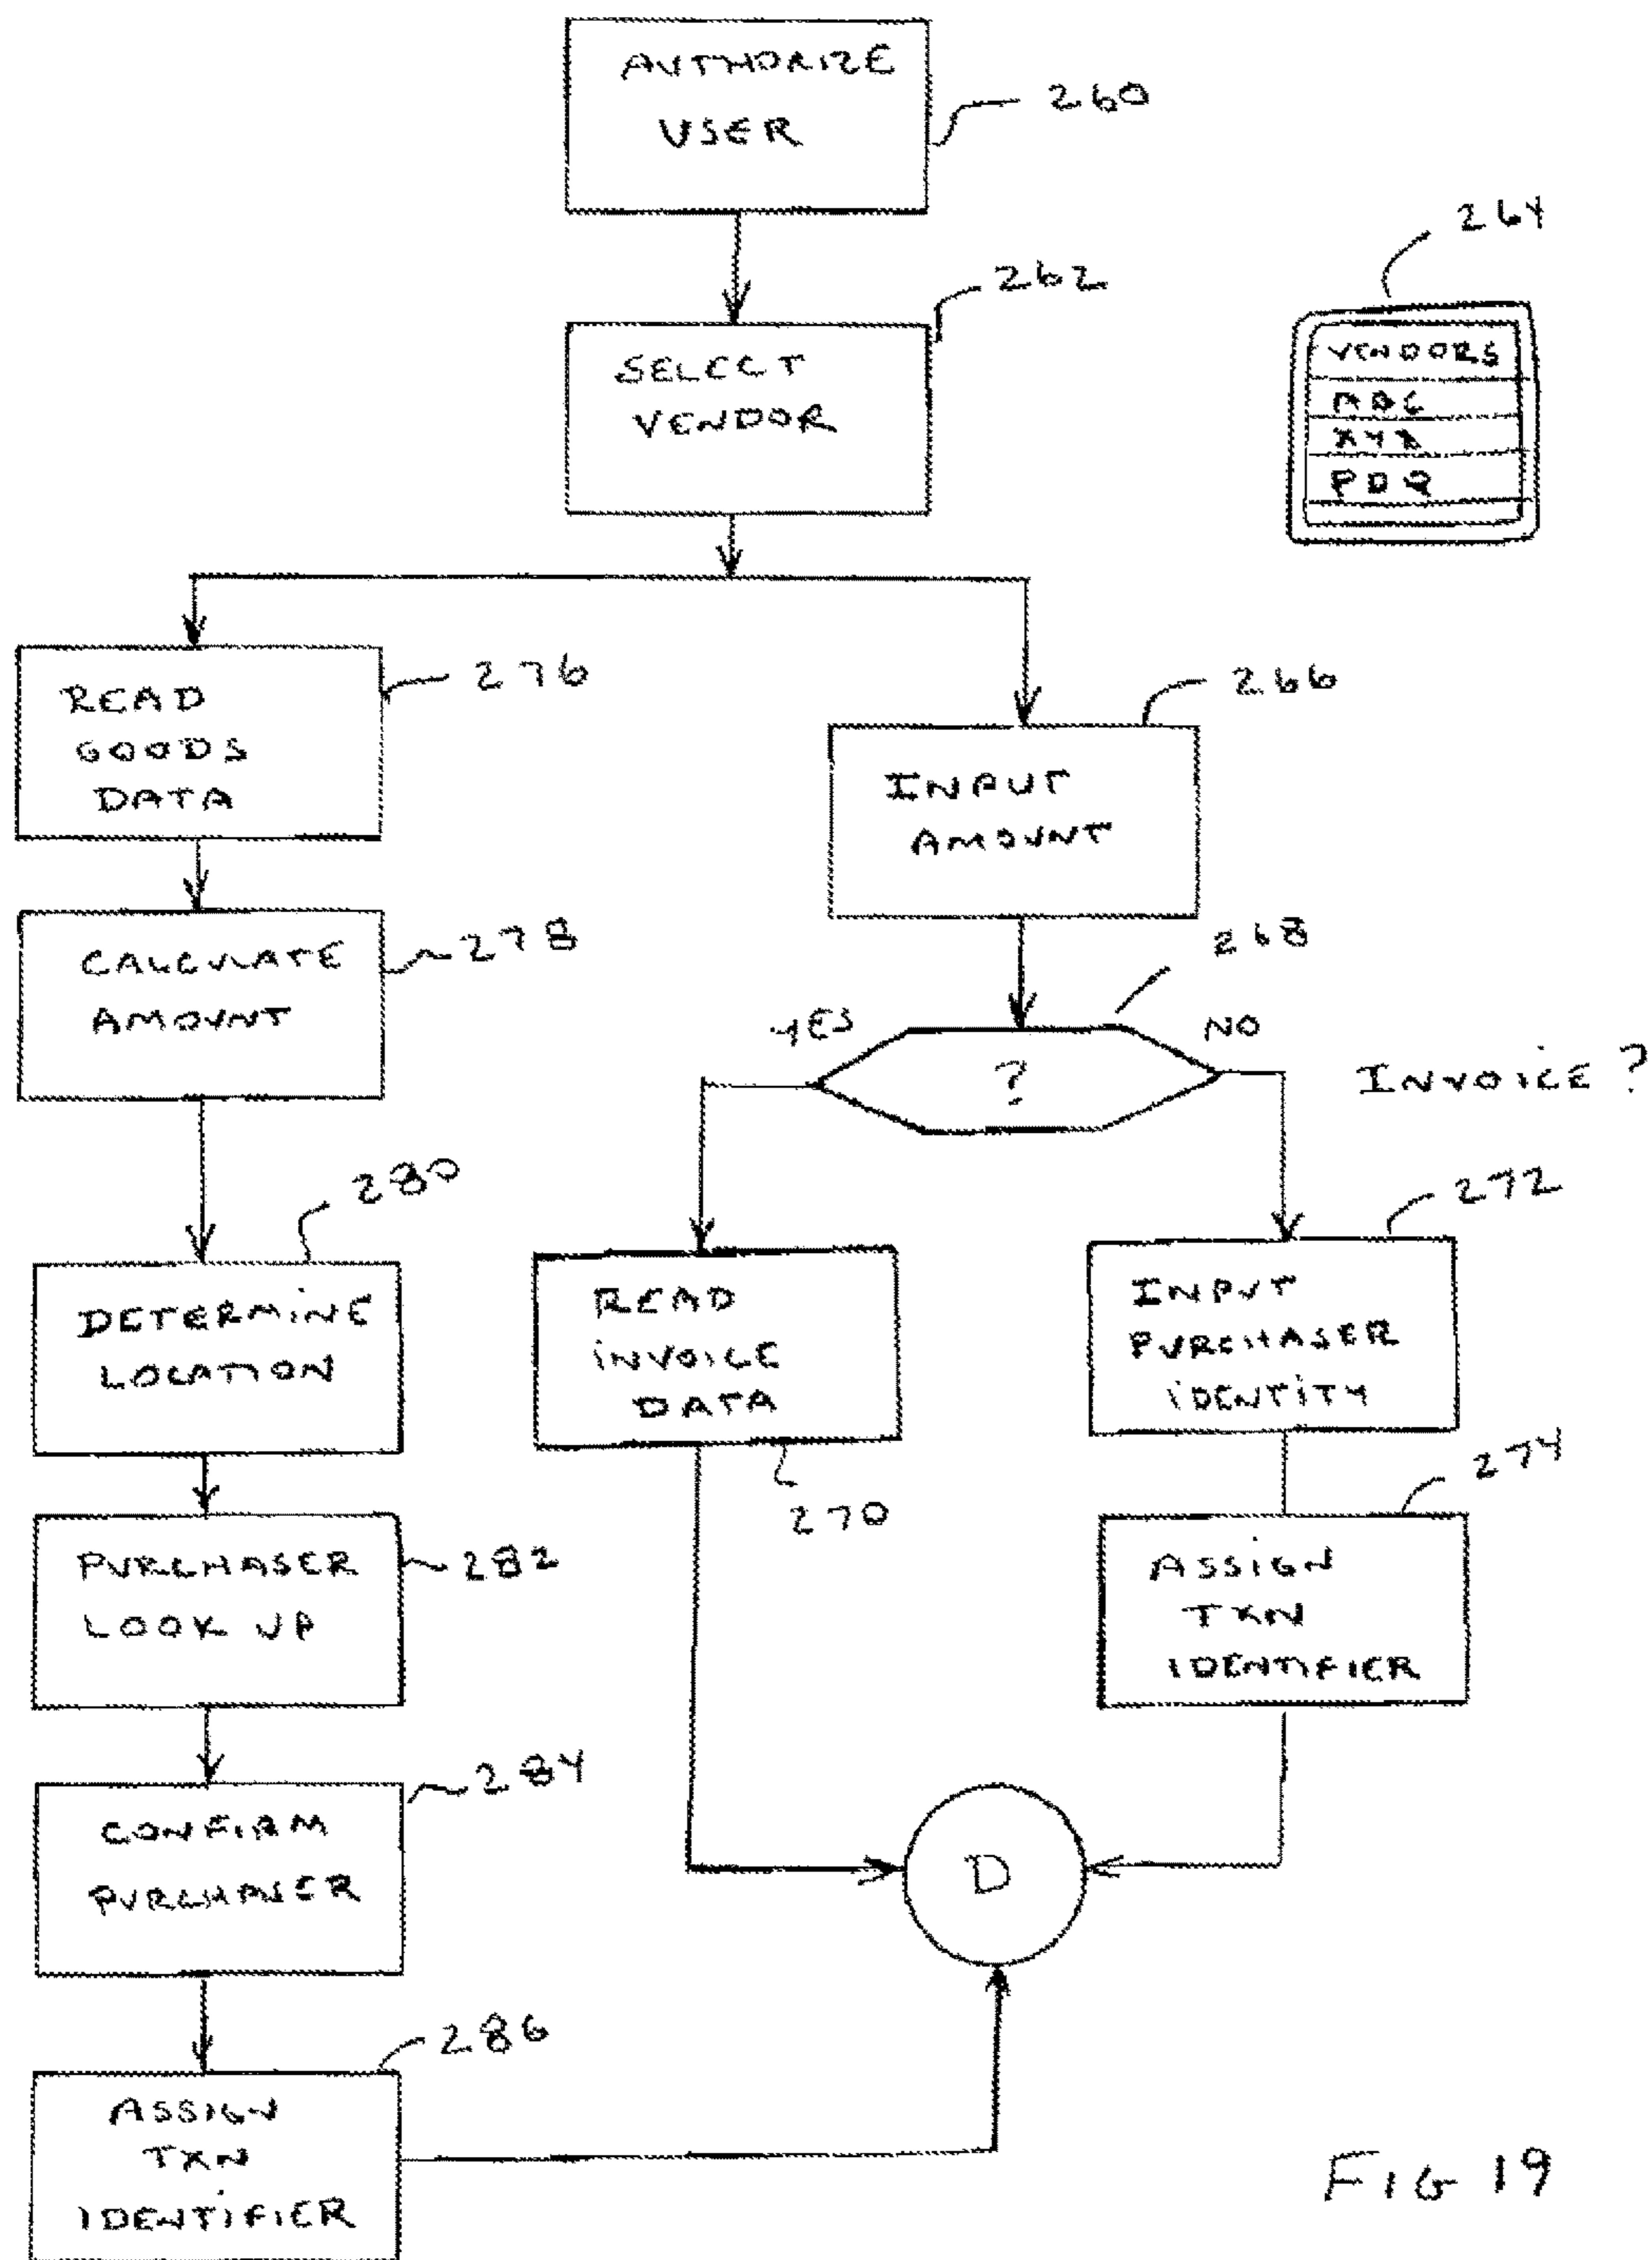 AUTHORIZE
USER
260
262
264
SELECT
VENDOR
VENDORS
ABC
XYZ
PDQ
READ
GOODS
DATA
276
266
INPUT
AMOUNT
CALCULATE
AMOUNT
278
268
YES
NO
?
INVOICE ?
280
272
DETERMINE
LOCATION
READ
INVOICE
DATA
270
INPUT
PURCHASER
IDENTITY
274
PURCHASER
LOOK UP
282
ASSIGN
TXN
IDENTIFIER
284
CONFIRM
PURCHASER
D
286
ASSIGN
TXN
IDENTIFIER
FIG 19